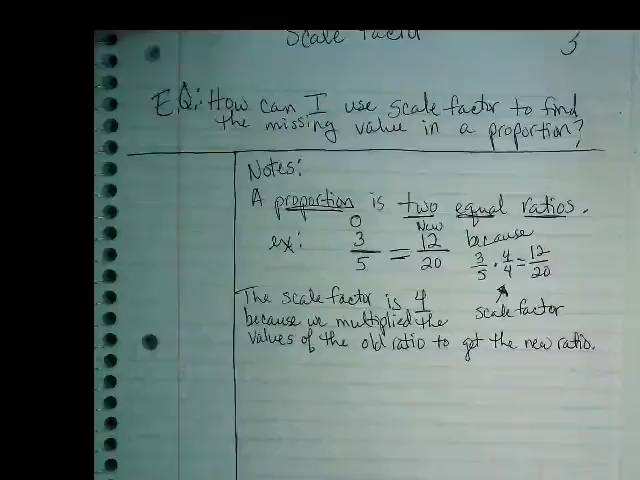 Scale Factor
3
E.Q.: How can I use scale factor to find
the missing value in a proportion?
Notes:
A proportion is two equal ratios.
ex: O 3/5 = New 12/20 because 3/5 · 4/4 = 12/20
scale factor
The scale factor is 4
because we multiplied the
values of the old ratio to get the new ratio.